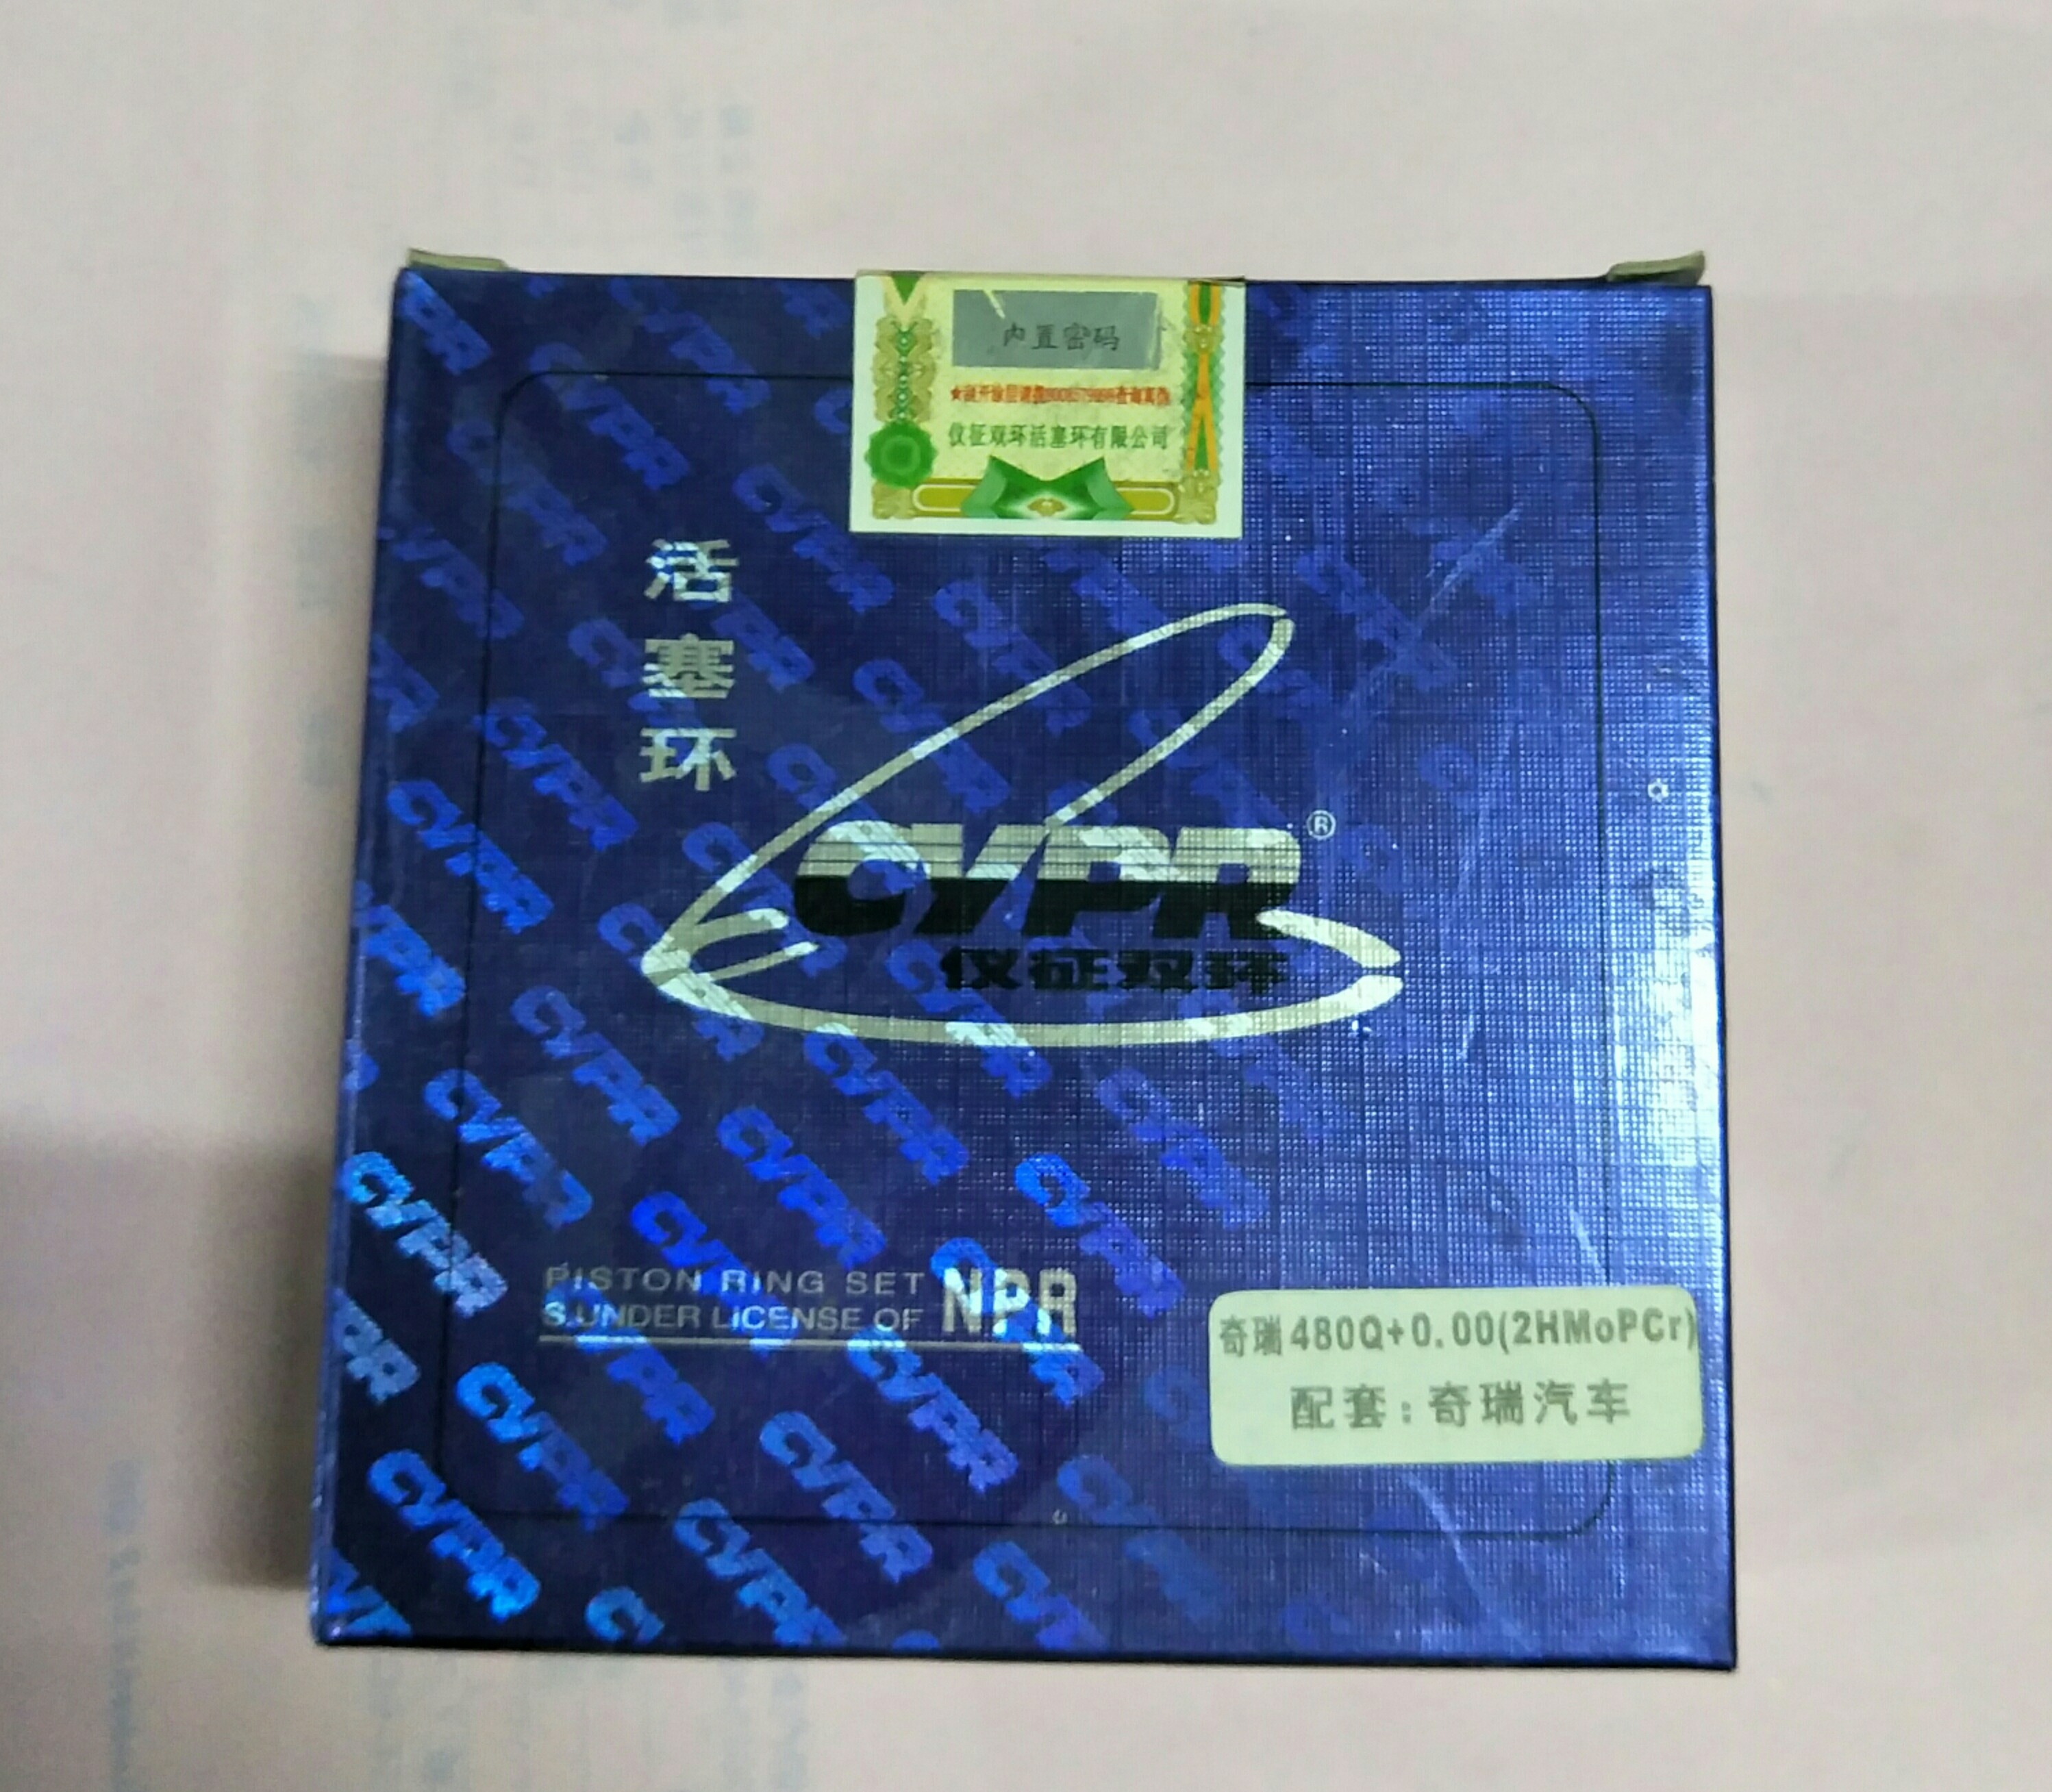 内置密码
仪征双环活塞环有限公司
活
塞
环
CYPR®
仪征双环
PISTON RING SET
S.UNDER LICENSE OF NPR
奇瑞480Q+0.00(2HMoPCr)
配套:奇瑞汽车